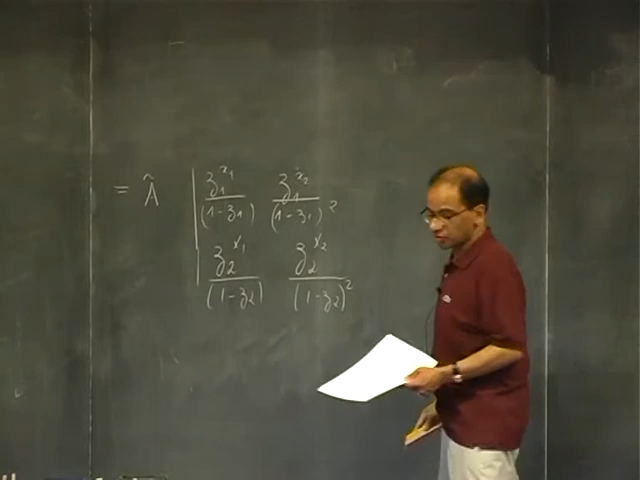 = Â | z₁^{x₁} / (1-z₁)   z₁^{x₂} / (1-z₁)²
z₂^{x₁} / (1-z₂)   z₂^{x₂} / (1-z₂)²